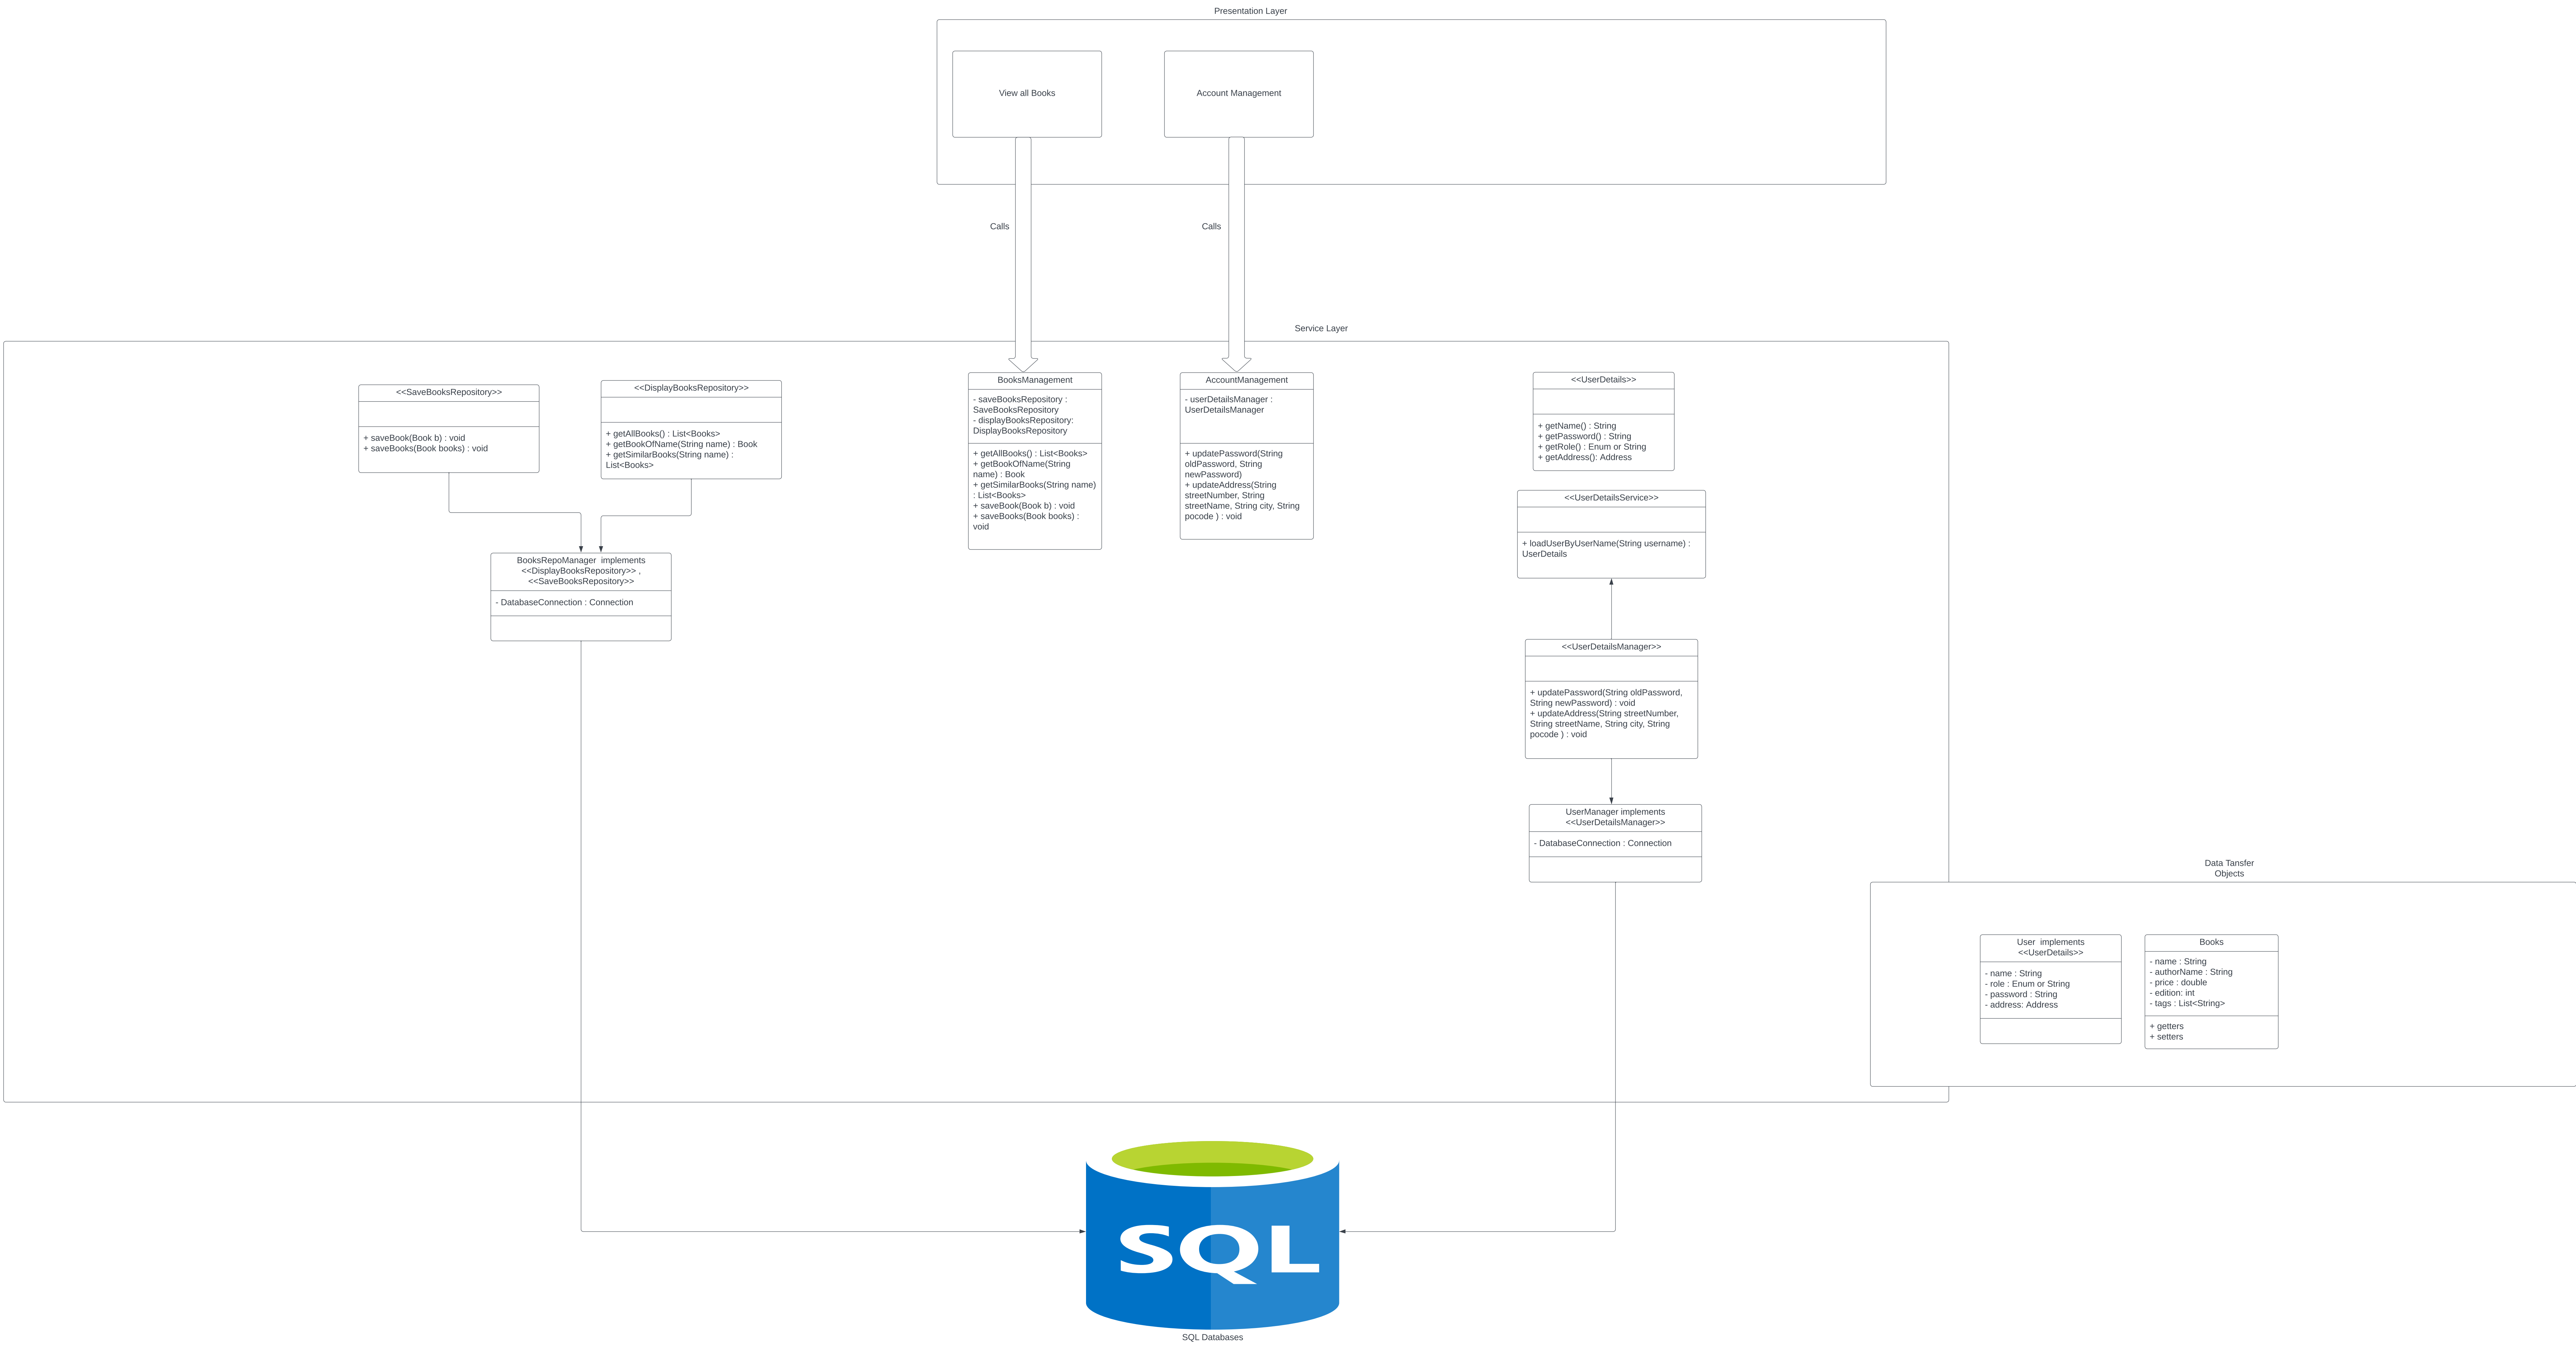 Presentation Layer
View all Books
Account Management
Calls
Calls
Service Layer
<<SaveBooksRepository>>
+ saveBook(Book b) : void
+ saveBooks(Book books) : void
<<DisplayBooksRepository>>
+ getAllBooks() : List<Books>
+ getBookOfName(String name) : Book
+ getSimilarBooks(String name) :
List<Books>
BooksManagement
- saveBooksRepository :
SaveBooksRepository
- displayBooksRepository:
DisplayBooksRepository
+ getAllBooks() : List<Books>
+ getBookOfName(String
name) : Book
+ getSimilarBooks(String name)
: List<Books>
+ saveBook(Book b) : void
+ saveBooks(Book books) :
void
AccountManagement
- userDetailsManager :
UserDetailsManager
+ updatePassword(String
oldPassword, String
newPassword)
+ updateAddress(String
streetNumber, String
streetName, String city, String
pocode ) : void
<<UserDetails>>
+ getName() : String
+ getPassword() : String
+ getRole() : Enum or String
+ getAddress(): Address
<<UserDetailsService>>
+ loadUserByUserName(String username) :
UserDetails
BooksRepoManager  implements
<<DisplayBooksRepository>> ,
<<SaveBooksRepository>>
- DatabaseConnection : Connection
<<UserDetailsManager>>
+ updatePassword(String oldPassword,
String newPassword) : void
+ updateAddress(String streetNumber,
String streetName, String city, String
pocode ) : void
UserManager implements
<<UserDetailsManager>>
- DatabaseConnection : Connection
Data Tansfer
Objects
User  implements
<<UserDetails>>
- name : String
- role : Enum or String
- password : String
- address: Address
Books
- name : String
- authorName : String
- price : double
- edition: int
- tags : List<String>
+ getters
+ setters
SQL
SQL Databases